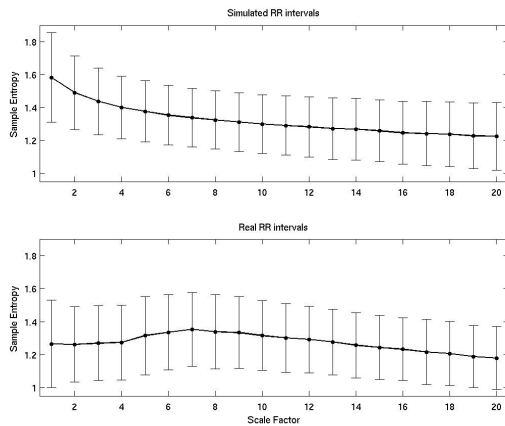 Simulated RR intervals
Sample Entropy
1.8
1.6
1.4
1.2
1
2 4 6 8 10 12 14 16 18 20
Real RR intervals
Sample Entropy
1.8
1.6
1.4
1.2
1
2 4 6 8 10 12 14 16 18 20
Scale Factor